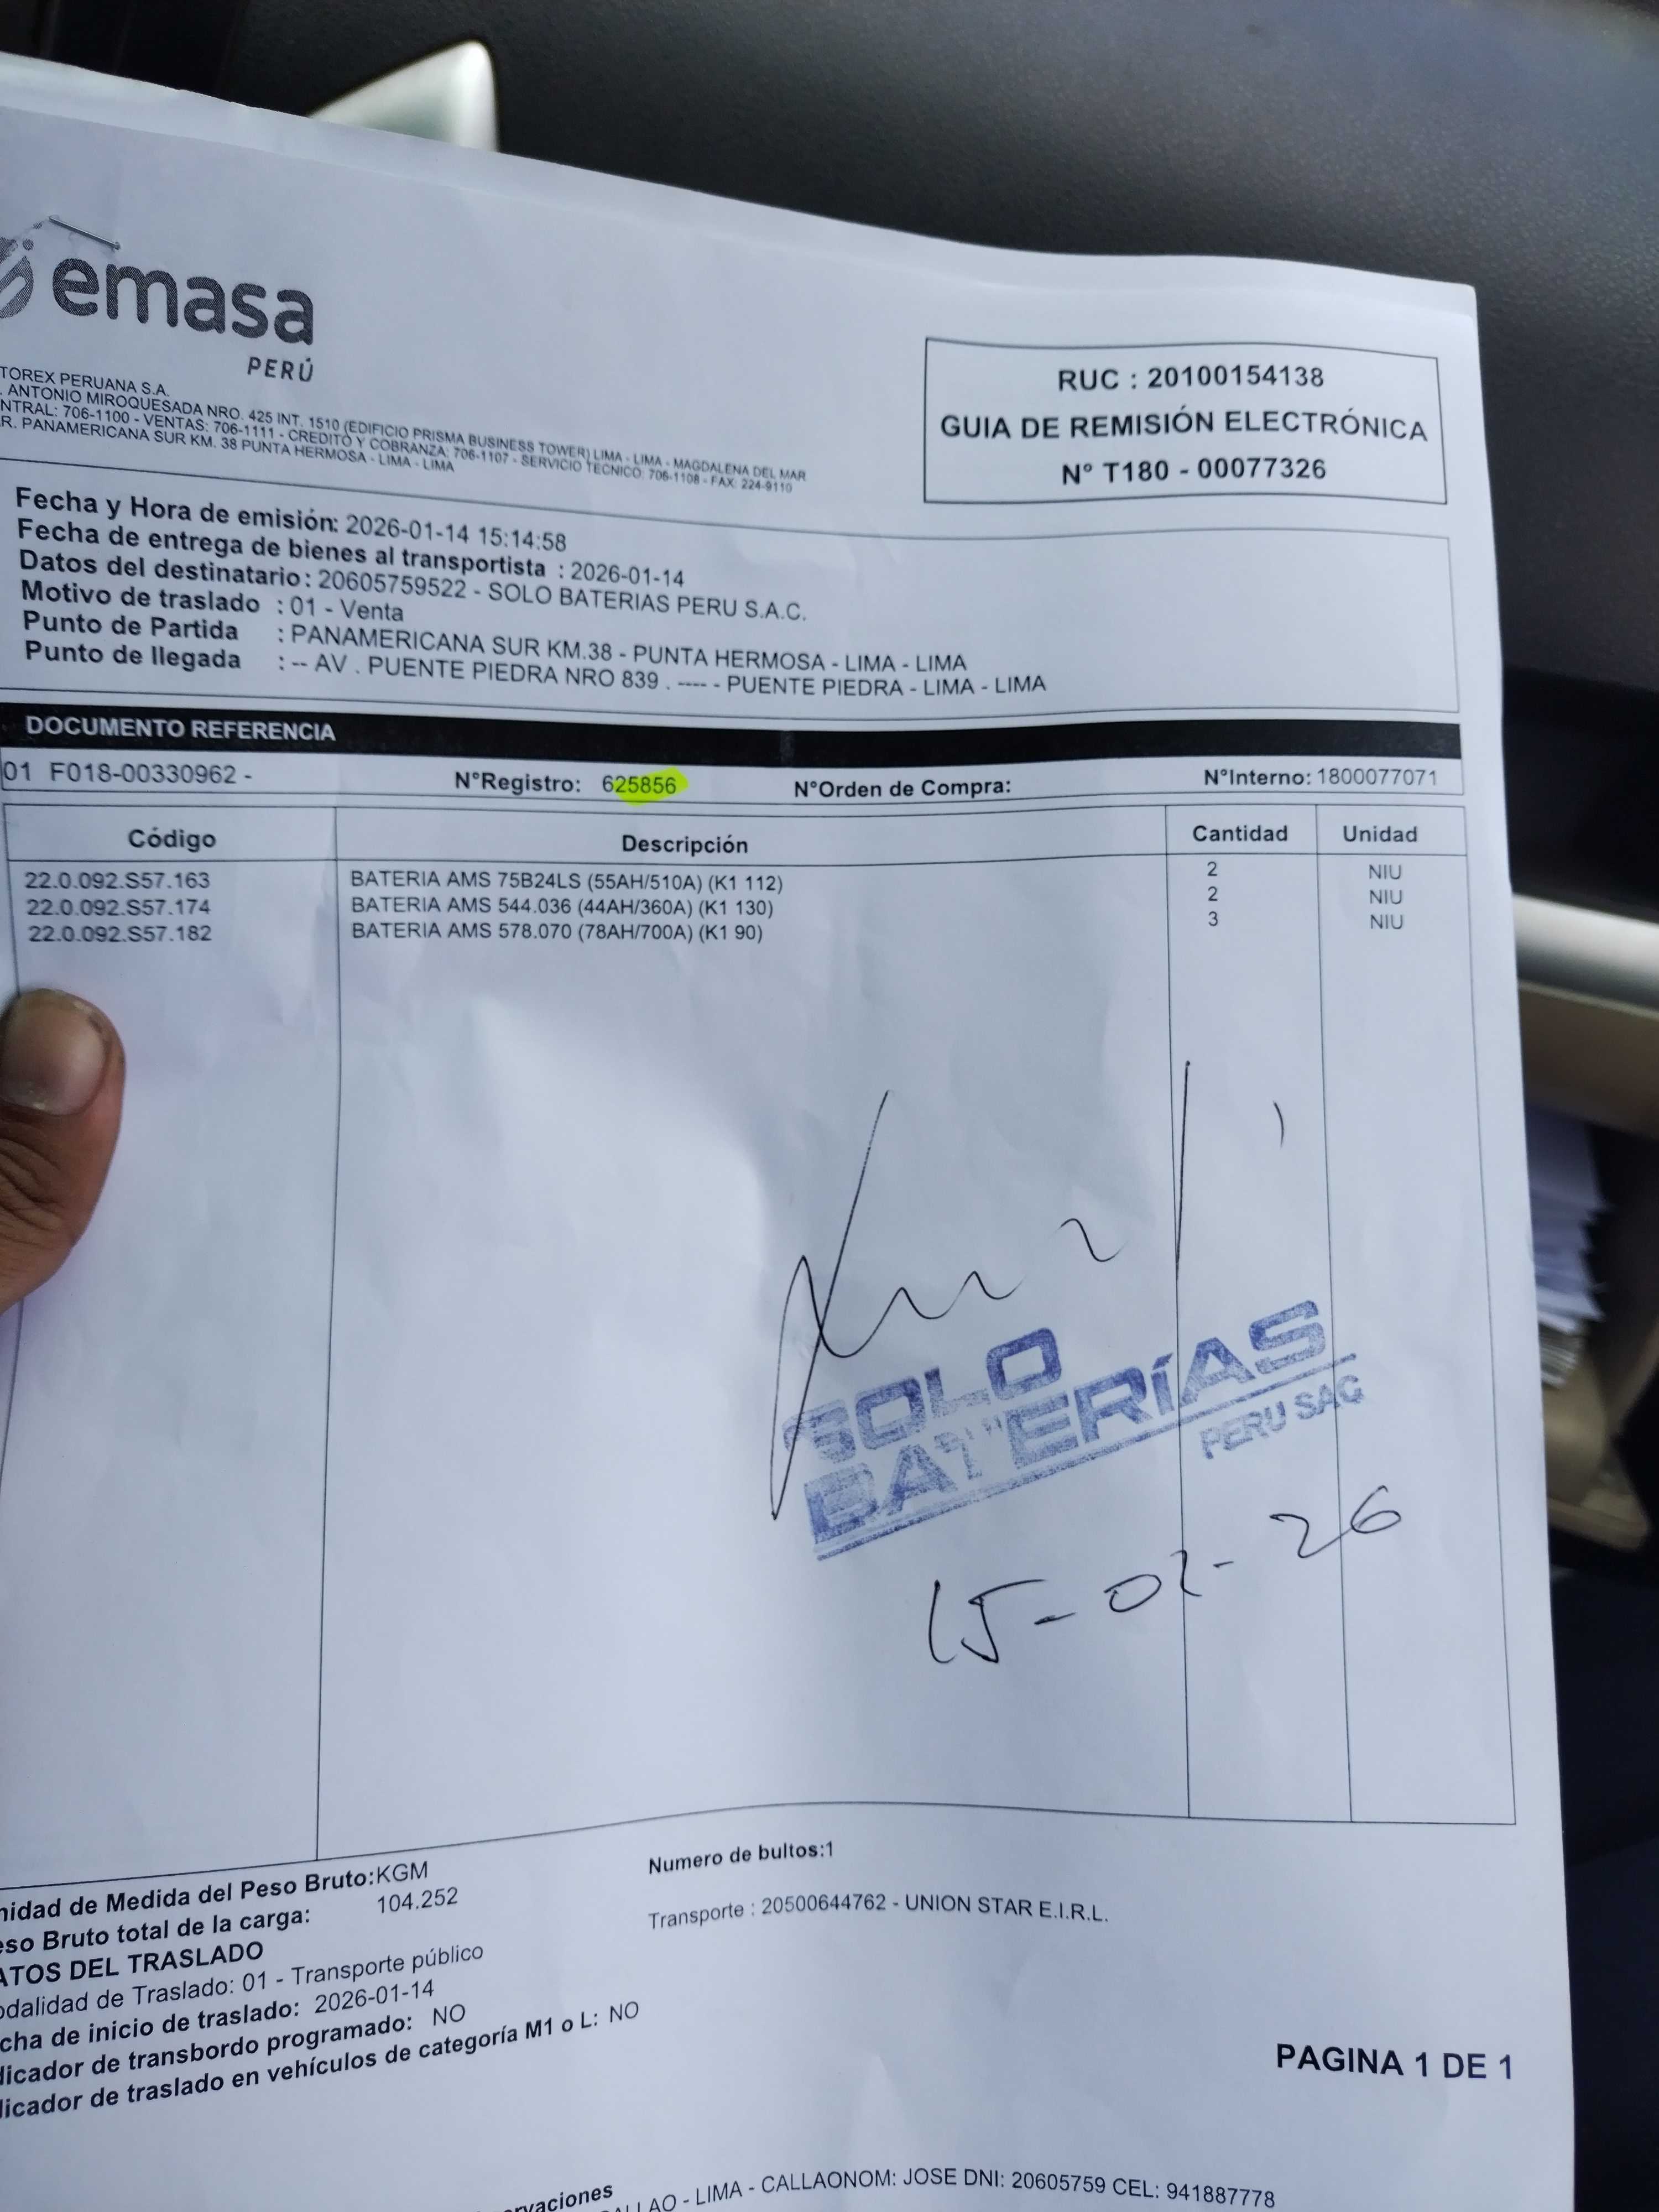 emasa
PERÚ
TOREX PERUANA S.A.
. ANTONIO MIROQUESADA NRO. 425 INT. 1510 (EDIFICIO PRISMA BUSINESS TOWER) LIMA - LIMA - MAGDALENA DEL MAR
NTRAL: 706-1100 - VENTAS: 706-1111 - CREDITO Y COBRANZA: 706-1107 - SERVICIO TECNICO: 706-1108 - FAX: 224-9110
R. PANAMERICANA SUR KM. 38 PUNTA HERMOSA - LIMA - LIMA
RUC : 20100154138
GUIA DE REMISIÓN ELECTRÓNICA
N° T180 - 00077326
Fecha y Hora de emisión: 2026-01-14 15:14:58
Fecha de entrega de bienes al transportista : 2026-01-14
Datos del destinatario : 20605759522 - SOLO BATERIAS PERU S.A.C.
Motivo de traslado : 01 - Venta
Punto de Partida : PANAMERICANA SUR KM.38 - PUNTA HERMOSA - LIMA - LIMA
Punto de llegada : -- AV . PUENTE PIEDRA NRO 839 . ---- - PUENTE PIEDRA - LIMA - LIMA
DOCUMENTO REFERENCIA
01 F018-00330962 - N°Registro: 625856 N°Orden de Compra: N°Interno: 1800077071
Código Descripción Cantidad Unidad
22.0.092.S57.163 BATERIA AMS 75B24LS (55AH/510A) (K1 112) 2 NIU
22.0.092.S57.174 BATERIA AMS 544.036 (44AH/360A) (K1 130) 2 NIU
22.0.092.S57.182 BATERIA AMS 578.070 (78AH/700A) (K1 90) 3 NIU
SOLO
BATERÍAS
PERU SAC
15-01-26
nidad de Medida del Peso Bruto: KGM
eso Bruto total de la carga: 104.252
Numero de bultos:1
Transporte : 20500644762 - UNION STAR E.I.R.L.
ATOS DEL TRASLADO
odalidad de Traslado: 01 - Transporte público
cha de inicio de traslado: 2026-01-14
dicador de transbordo programado: NO
dicador de traslado en vehículos de categoría M1 o L: NO
PAGINA 1 DE 1
ervaciones
LLAO - LIMA - CALLAONOM: JOSE DNI: 20605759 CEL: 941887778